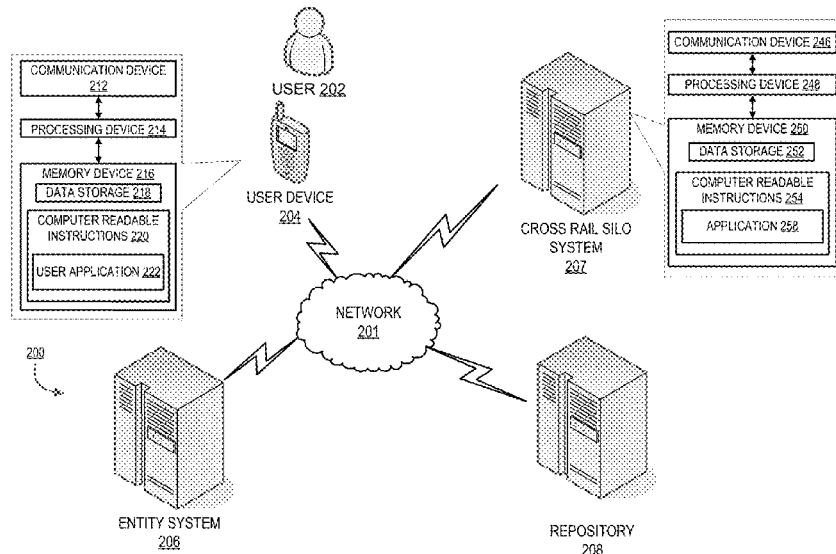 COMMUNICATION DEVICE
212
PROCESSING DEVICE 214
MEMORY DEVICE 216
DATA STORAGE 218
COMPUTER READABLE
INSTRUCTIONS 220
USER APPLICATION 222
USER 202
USER DEVICE
204
CROSS RAIL SILO
SYSTEM
207
COMMUNICATION DEVICE 246
PROCESSING DEVICE 248
MEMORY DEVICE 250
DATA STORAGE 252
COMPUTER READABLE
INSTRUCTIONS 254
APPLICATION 258
NETWORK
201
200
ENTITY SYSTEM
206
REPOSITORY
208